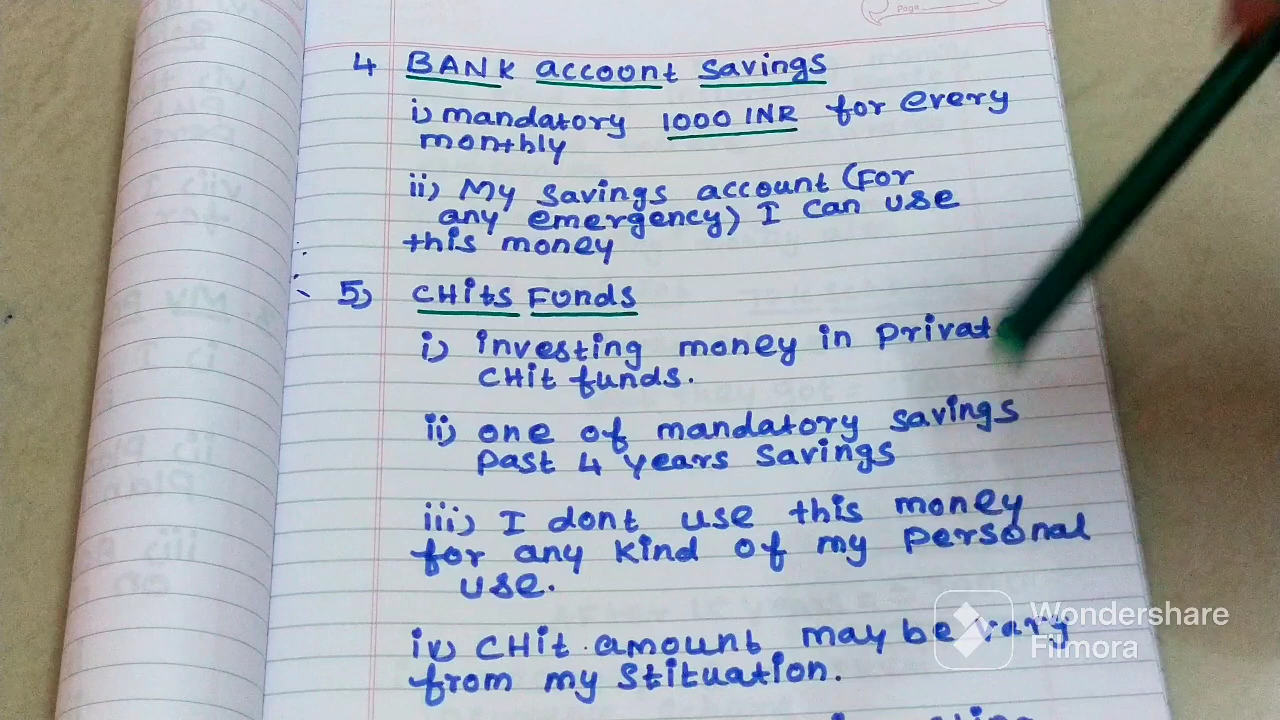 Page
4 BANK account savings
i) mandatory 1000 INR for every
monthly
ii) My savings account (For
any emergency) I can use
this money
5) CHits Funds
i) investing money in privat
CHit funds.
ii) one of mandatory savings
past 4 years savings
iii) I dont use this money
for any kind of my personal
use.
iv) CHit amount may be vary
from my stituation.
Wondershare
Filmora